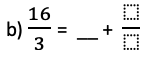 b) 16/3 = __ + □/□